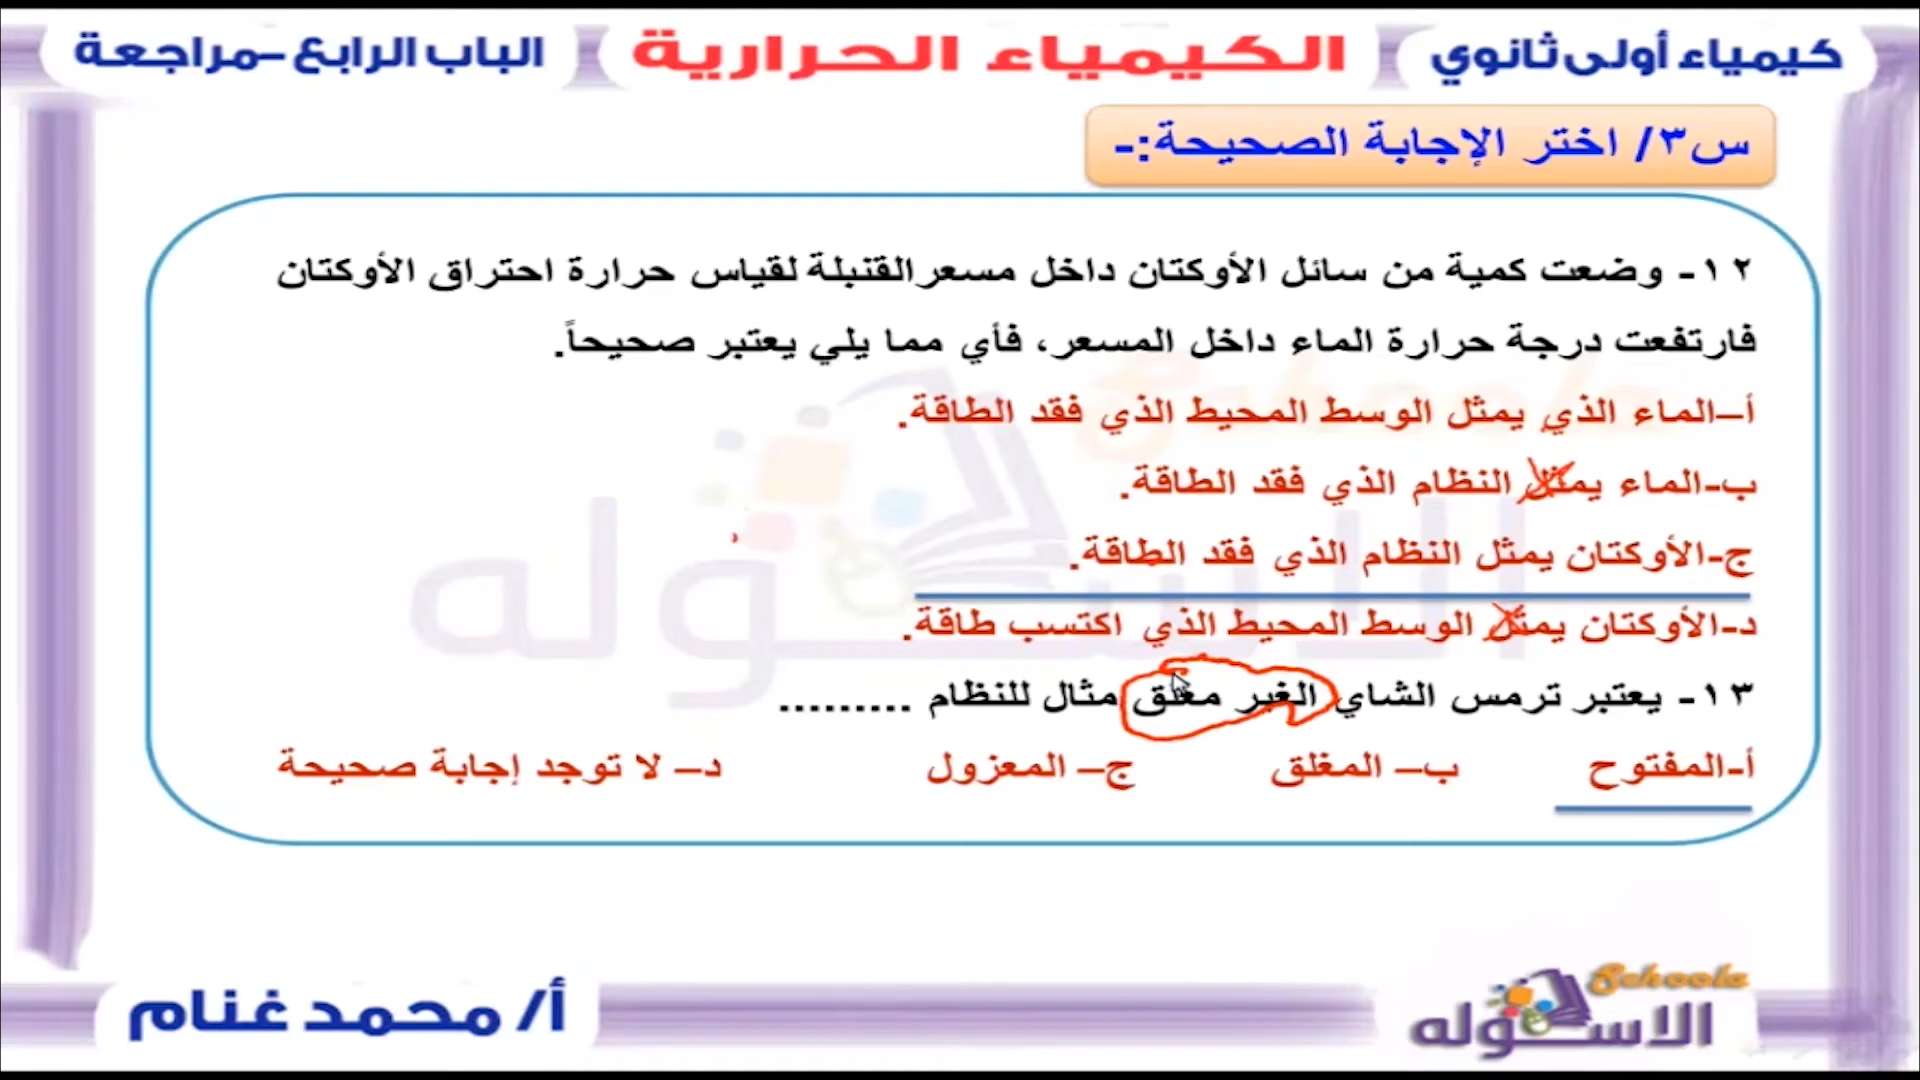 كيمياء أولى ثانوي
الكيمياء الحرارية
الباب الرابع-مراجعة
س٣/ اختر الإجابة الصحيحة:-
١٢- وضعت كمية من سائل الأوكتان داخل مسعرالقنبلة لقياس حرارة احتراق الأوكتان
فارتفعت درجة حرارة الماء داخل المسعر، فأي مما يلي يعتبر صحيحاً.
أ-الماء الذي يمثل الوسط المحيط الذي فقد الطاقة.
ب-الماء يمثل النظام الذي فقد الطاقة.
ج-الأوكتان يمثل النظام الذي فقد الطاقة.
د-الأوكتان يمثل الوسط المحيط الذي اكتسب طاقة.
١٣- يعتبر ترمس الشاي الغير مغلق مثال للنظام .........
أ-المفتوح ب- المغلق ج- المعزول د- لا توجد إجابة صحيحة
أ/ محمد غنام
Schoola
الاسكوله